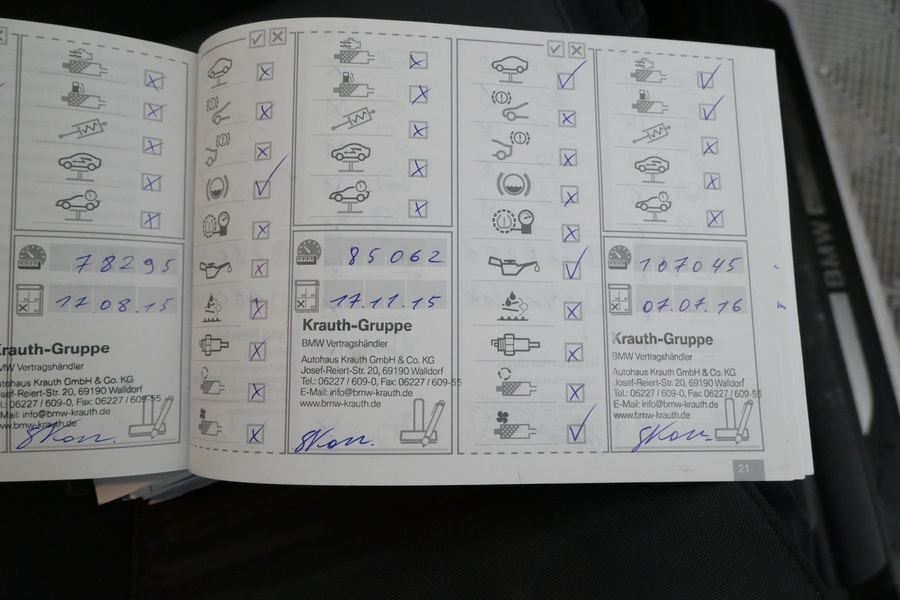 78295
17.08.15
Krauth-Gruppe
BMW Vertragshändler
Autohaus Krauth GmbH & Co. KG
Josef-Reiert-Str. 20, 69190 Walldorf
Tel.: 06227 / 609-0, Fax: 06227 / 609-55
E-Mail: info@bmw-krauth.de
www.bmw-krauth.de
85062
17.11.15
Krauth-Gruppe
BMW Vertragshändler
Autohaus Krauth GmbH & Co. KG
Josef-Reiert-Str. 20, 69190 Walldorf
Tel.: 06227 / 609-0, Fax: 06227 / 609-55
E-Mail: info@bmw-krauth.de
www.bmw-krauth.de
107045
07.07.16
Krauth-Gruppe
BMW Vertragshändler
Autohaus Krauth GmbH & Co. KG
Josef-Reiert-Str. 20, 69190 Walldorf
Tel.: 06227 / 609-0, Fax: 06227 / 609-55
E-Mail: info@bmw-krauth.de
www.bmw-krauth.de
21
BMW